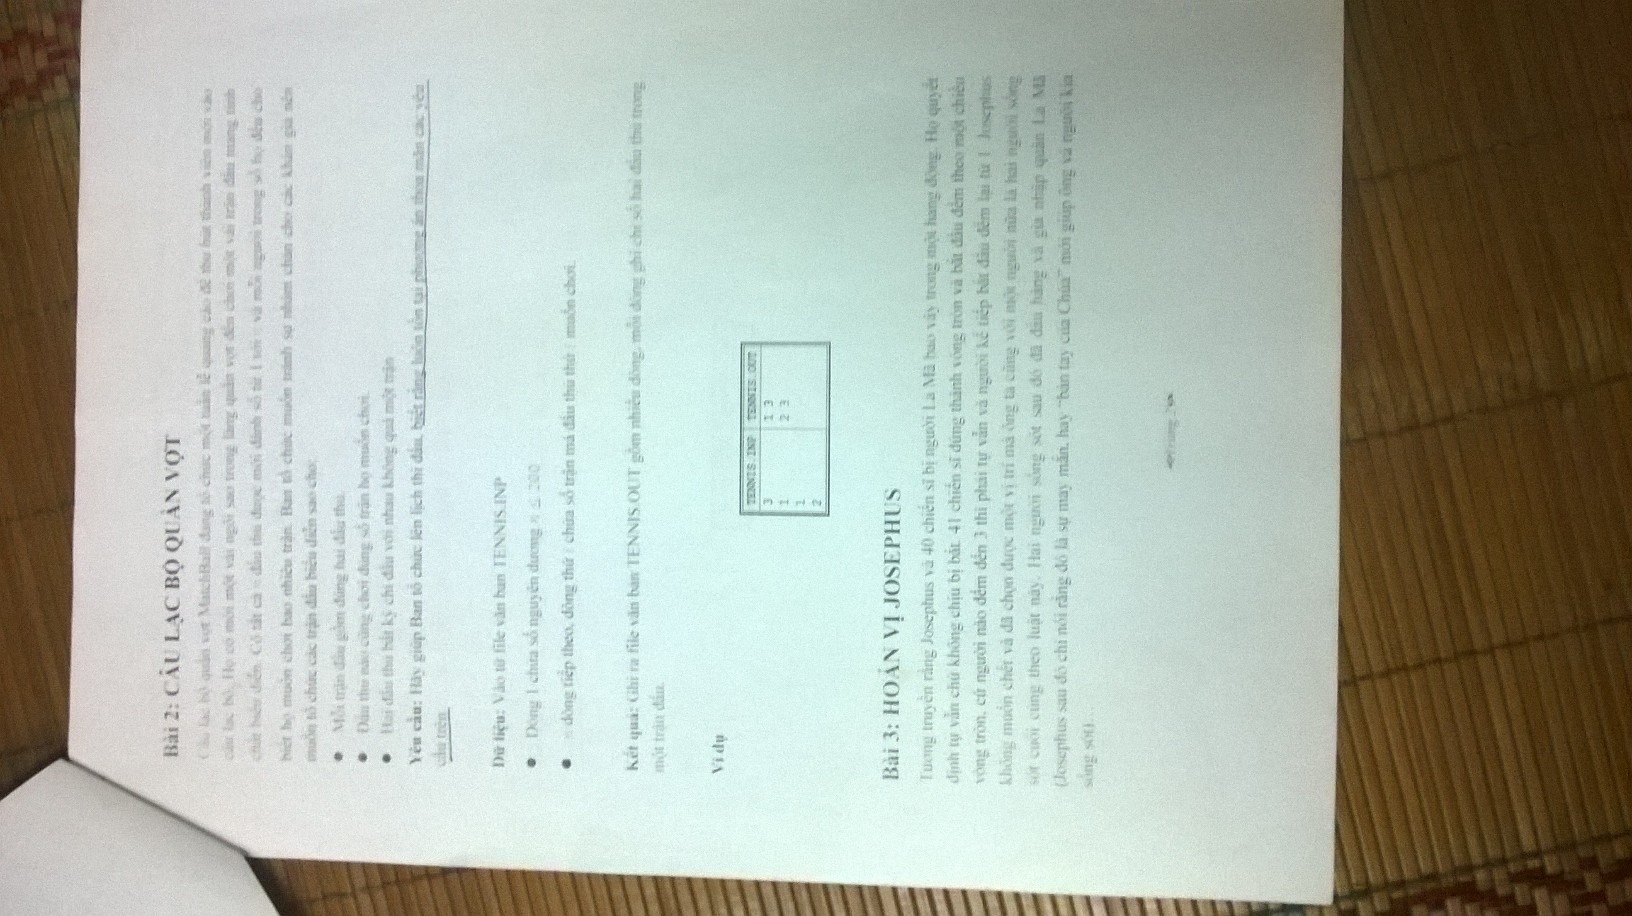 Bài 2: CÂU LẠC BỘ QUẦN VỢT
Câu lạc bộ quần vợt MatchBall đang tổ chức một tuần lễ quảng cáo để thu hút thành viên mới vào
câu lạc bộ. Họ có mời một vài ngôi sao trong làng quần vợt đến chơi một vài trận đấu mang tính
chất biểu diễn. Có tất cả n đấu thủ được mời đánh số từ 1 tới n và mỗi người trong số họ đều cho
biết họ muốn chơi bao nhiêu trận. Ban tổ chức muốn tránh sự nhàm chán cho các khán giả nên
muốn tổ chức các trận đấu biểu diễn sao cho:
● Mỗi trận đấu gồm đúng hai đấu thủ.
● Đấu thủ nào cũng chơi đúng số trận họ muốn chơi.
● Hai đấu thủ bất kỳ chỉ đấu với nhau không quá một trận
Yêu cầu: Hãy giúp Ban tổ chức lên lịch thi đấu, biết rằng luôn tồn tại phương án thoả mãn các yêu
cầu trên.
Dữ liệu: Vào từ file văn bản TENNIS.INP
● Dòng 1 chứa số nguyên dương n ≤ 200
● n dòng tiếp theo, dòng thứ i chứa số trận mà đấu thủ thứ i muốn chơi.
Kết quả: Ghi ra file văn bản TENNIS.OUT gồm nhiều dòng, mỗi dòng ghi chỉ số hai đấu thủ trong
một trận đấu.
Ví dụ
TENNIS.INP TENNIS.OUT
3 1 3
1 2 3
1
2
Bài 3: HOÁN VỊ JOSEPHUS
Tương truyền rằng Josephus và 40 chiến sĩ bị người La Mã bao vây trong một hang động. Họ quyết
định tự vẫn chứ không chịu bị bắt. 41 chiến sĩ đứng thành vòng tròn và bắt đầu đếm theo một chiều
vòng tròn, cứ người nào đếm đến 3 thì phải tự vẫn và người kế tiếp bắt đầu đếm lại từ 1. Josephus
không muốn chết và đã chọn được một vị trí mà ông ta cùng với một người nữa là hai người sống
sót cuối cùng theo luật này. Hai người sống sót sau đó đã đầu hàng và gia nhập quân La Mã
(Josephus sau đó chỉ nói rằng đó là sự may mắn, hay "bàn tay của Chúa" mới giúp ông và người kia
sống sót)...
Trang 2